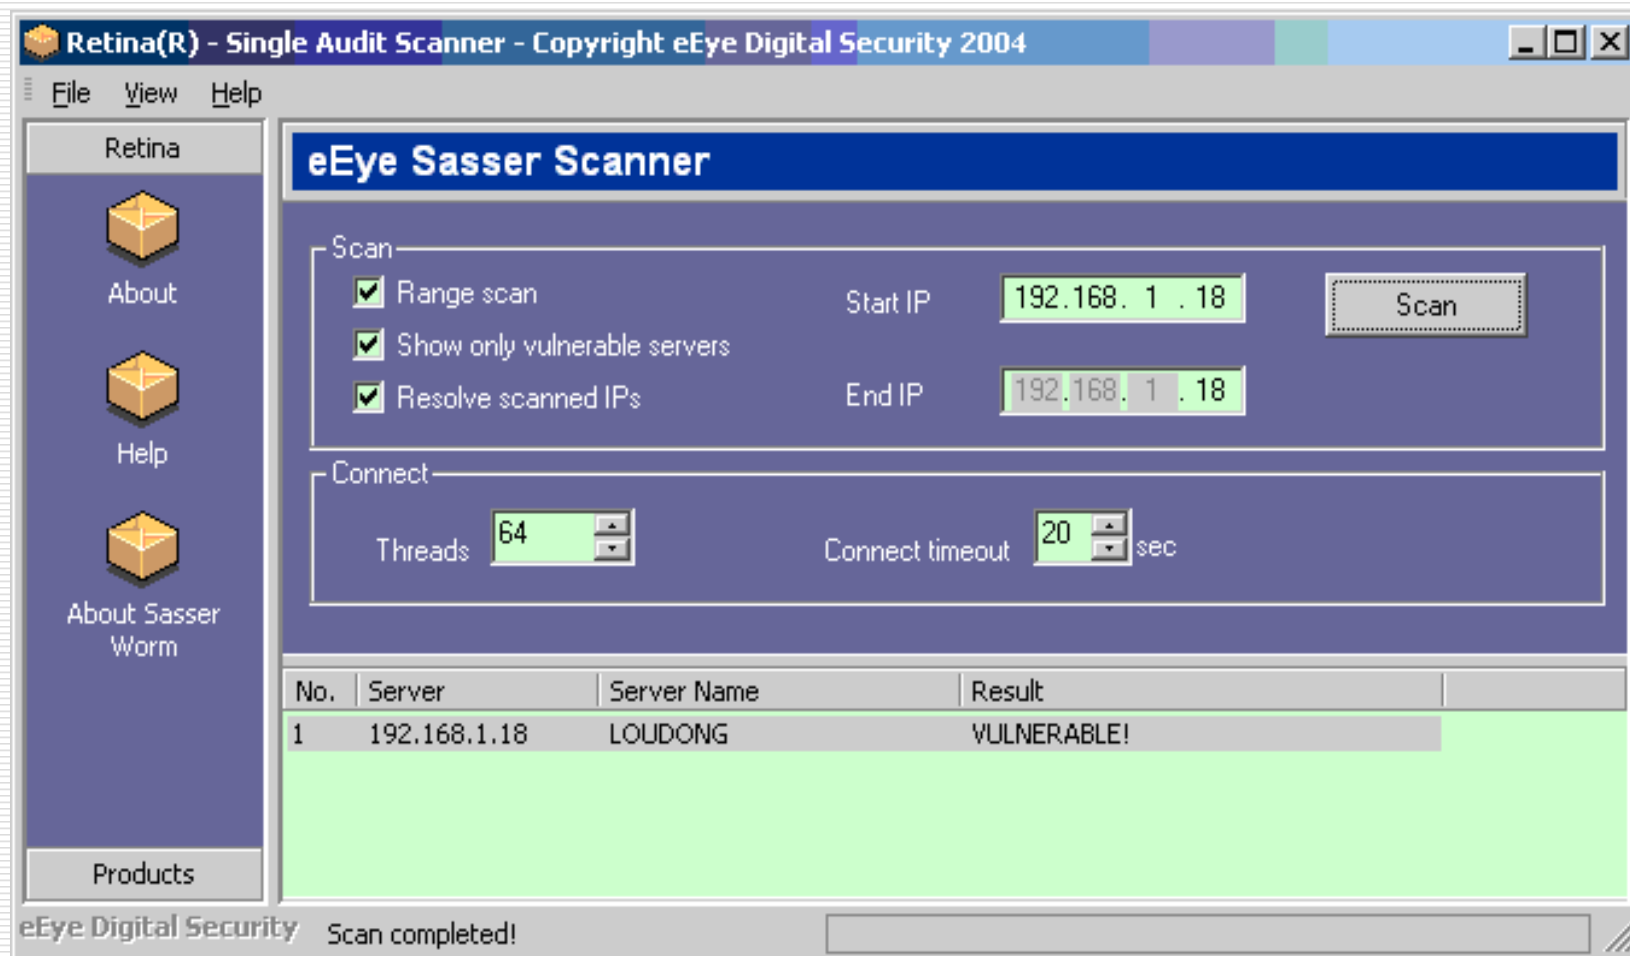 Retina(R) - Single Audit Scanner - Copyright eEye Digital Security 2004
File View Help
Retina
About
Help
About Sasser
Worm
Products
eEye Sasser Scanner
Scan
Range scan
Show only vulnerable servers
Resolve scanned IPs
Start IP 192.168. 1 . 18
End IP 192.168. 1 . 18
Scan
Connect
Threads 64
Connect timeout 20 sec
No. Server Server Name Result
1 192.168.1.18 LOUDONG VULNERABLE!
eEye Digital Security Scan completed!